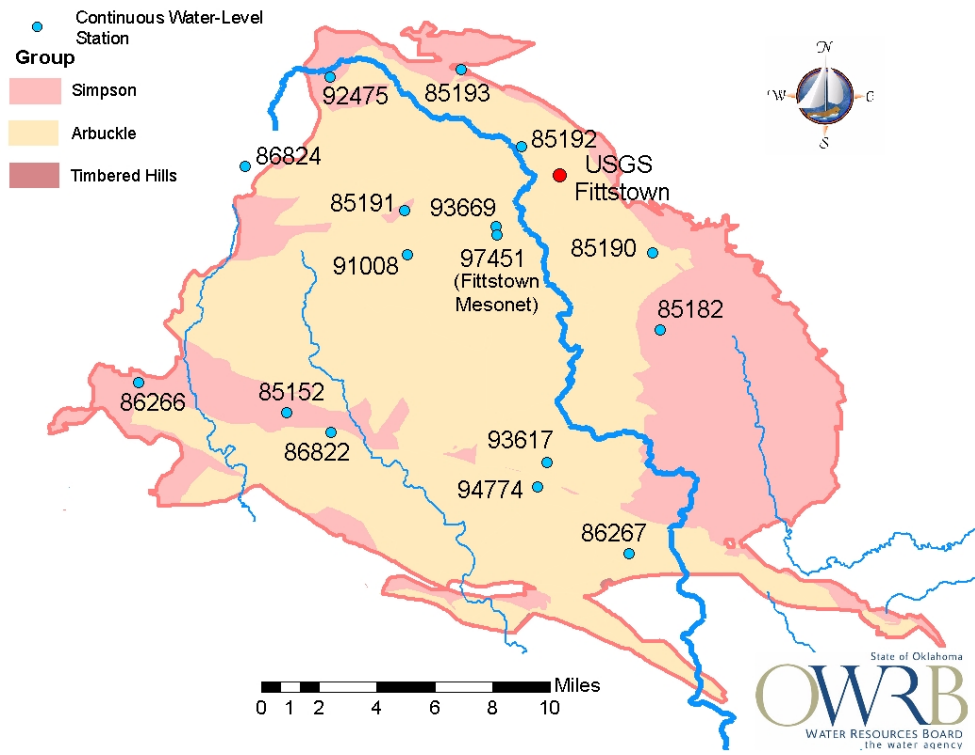 Continuous Water-Level
Station
Group
Simpson
Arbuckle
Timbered Hills
N
W
E
S
92475
85193
86824
85192
USGS
Fittstown
85191
93669
97451
(Fittstown
Mesonet)
91008
85190
85182
86266
85152
86822
93617
94774
86267
Miles
0 1 2 4 6 8 10
State of Oklahoma
OWRB
WATER RESOURCES BOARD
the water agency